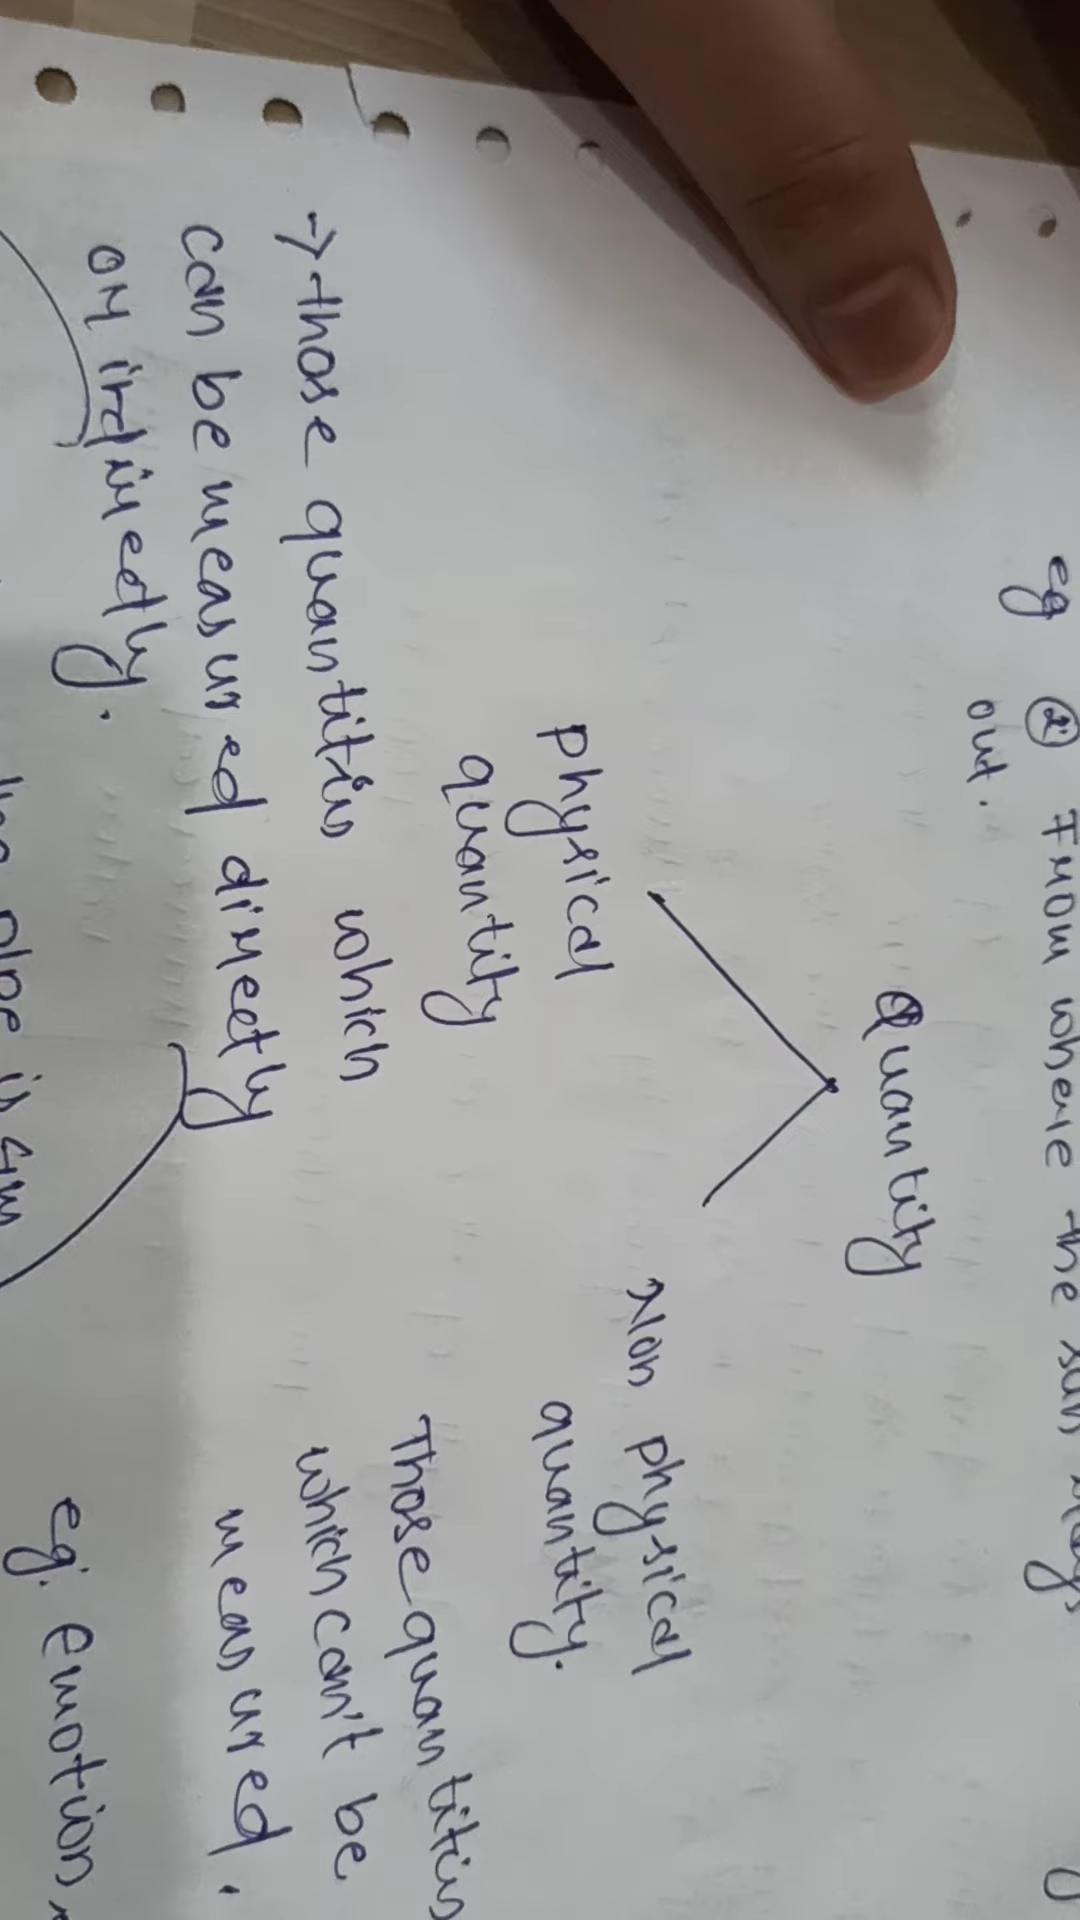 eg ② From where the sun
out.
Quantity
Physical
quantity
Non physical
quantity.
→ those quantities which
can be measured directly
or indirectly.
Those quantities
which can't be
measured.
eg: Emotion,